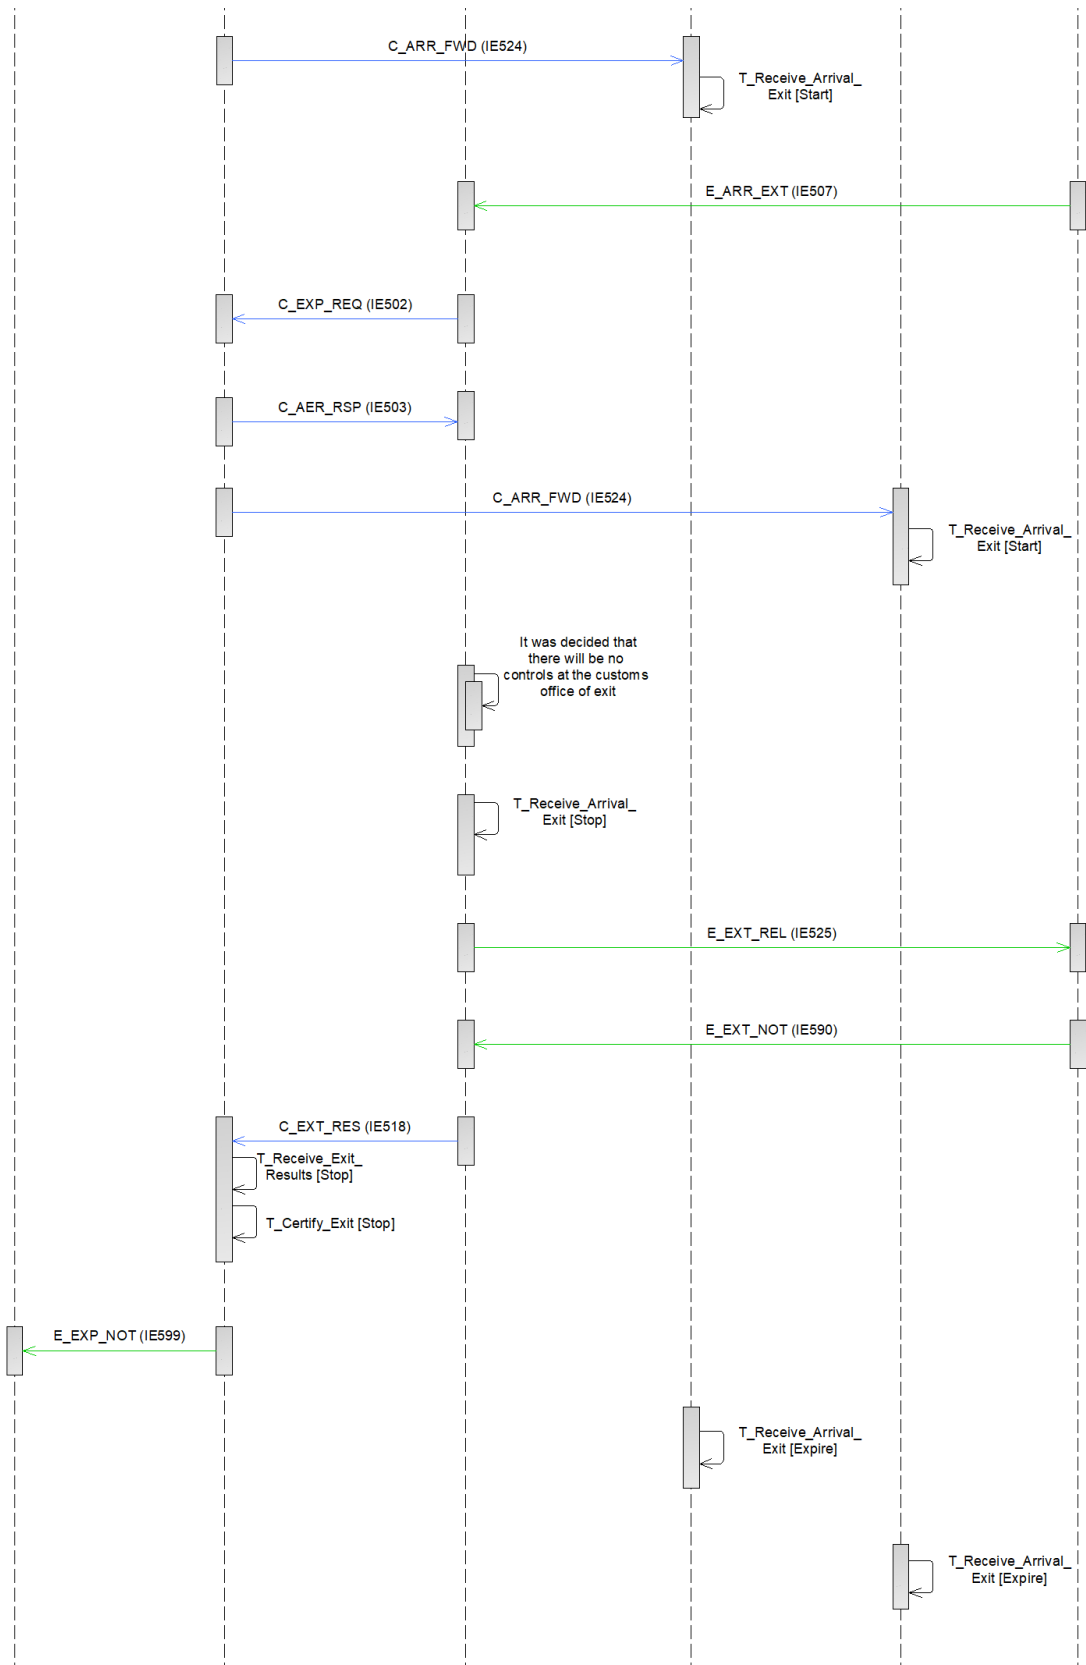 C_ARR_FWD (IE524)
T_Receive_Arrival_
Exit [Start]
E_ARR_EXT (IE507)
C_EXP_REQ (IE502)
C_AER_RSP (IE503)
C_ARR_FWD (IE524)
T_Receive_Arrival_
Exit [Start]
It was decided that
there will be no
controls at the customs
office of exit
T_Receive_Arrival_
Exit [Stop]
E_EXT_REL (IE525)
E_EXT_NOT (IE590)
C_EXT_RES (IE518)
T_Receive_Exit_
Results [Stop]
T_Certify_Exit [Stop]
E_EXP_NOT (IE599)
T_Receive_Arrival_
Exit [Expire]
T_Receive_Arrival_
Exit [Expire]